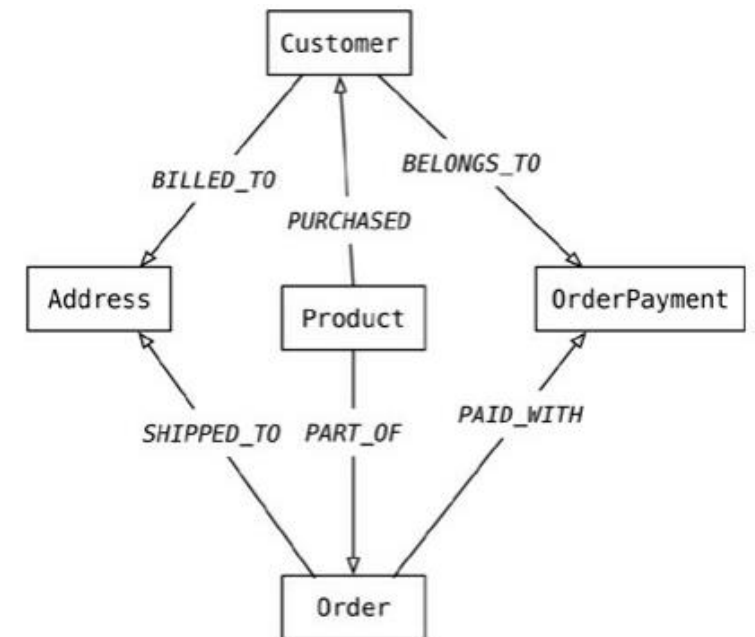 Customer
BILLED_TO
BELONGS_TO
PURCHASED
Address
Product
OrderPayment
SHIPPED_TO
PART_OF
PAID_WITH
Order